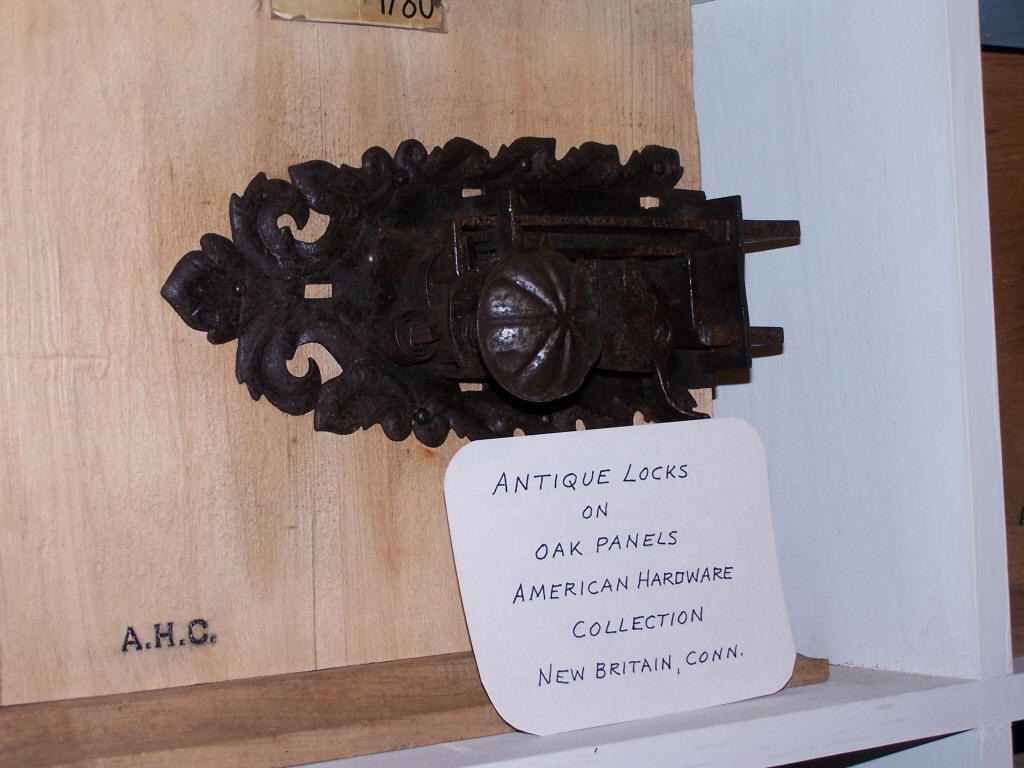 1780
ANTIQUE LOCKS
ON
OAK PANELS
AMERICAN HARDWARE
COLLECTION
NEW BRITAIN, CONN.
A.H.C.